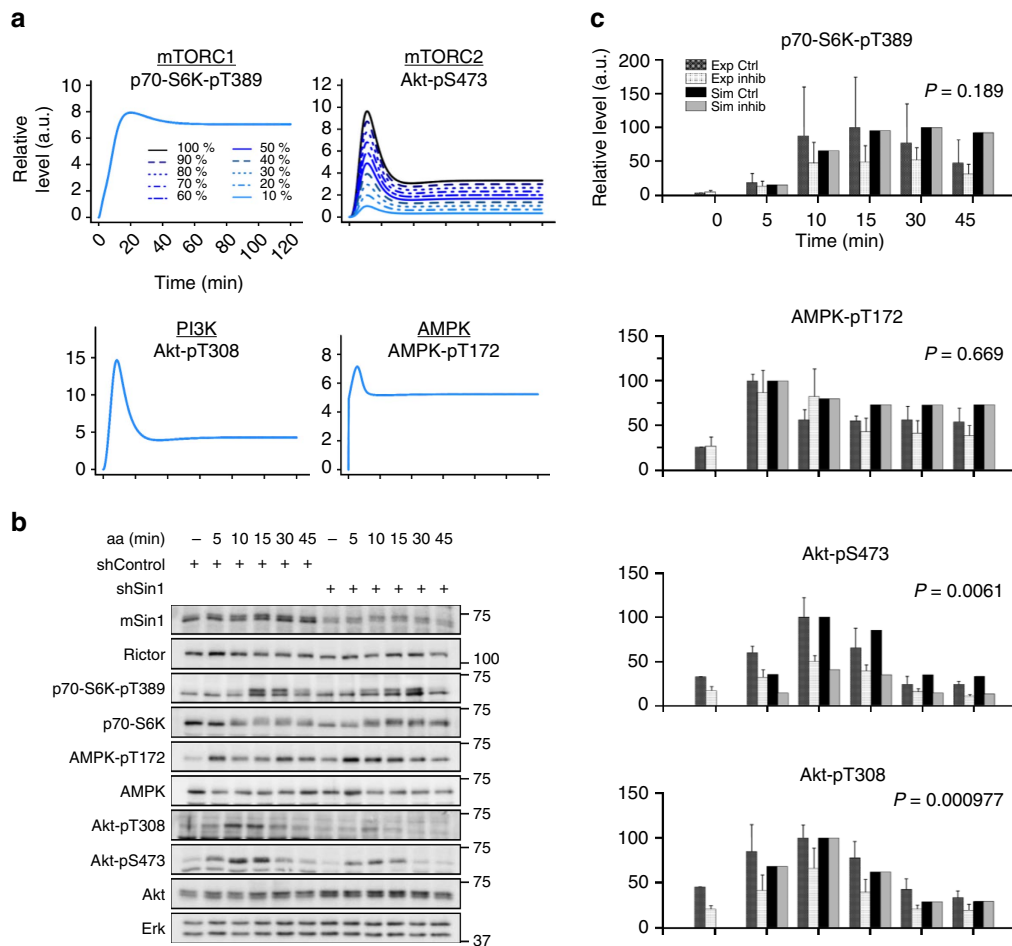 a
mTORC1
p70-S6K-pT389
Relative level (a.u.)
10
8
6
4
2
0
100 %
90 %
80 %
70 %
60 %
50 %
40 %
30 %
20 %
10 %
0 20 40 60 80 100 120
Time (min)
mTORC2
Akt-pS473
12
10
8
6
4
2
0
PI3K
Akt-pT308
15
10
5
0
AMPK
AMPK-pT172
8
6
4
2
0
b
aa (min) – 5 10 15 30 45 – 5 10 15 30 45
shControl + + + + + +
shSin1 + + + + + +
mSin1 75
Rictor 100
p70-S6K-pT389 75
p70-S6K 75
AMPK-pT172 75
AMPK 75
Akt-pT308 75
Akt-pS473 75
Akt 75
Erk 37
c
p70-S6K-pT389
Relative level (a.u.)
200
150
100
50
0
Exp Ctrl
Exp inhib
Sim Ctrl
Sim inhib
P = 0.189
0 5 10 15 30 45
Time (min)
AMPK-pT172
P = 0.669
150
100
50
0
Akt-pS473
P = 0.0061
150
100
50
0
Akt-pT308
P = 0.000977
150
100
50
0